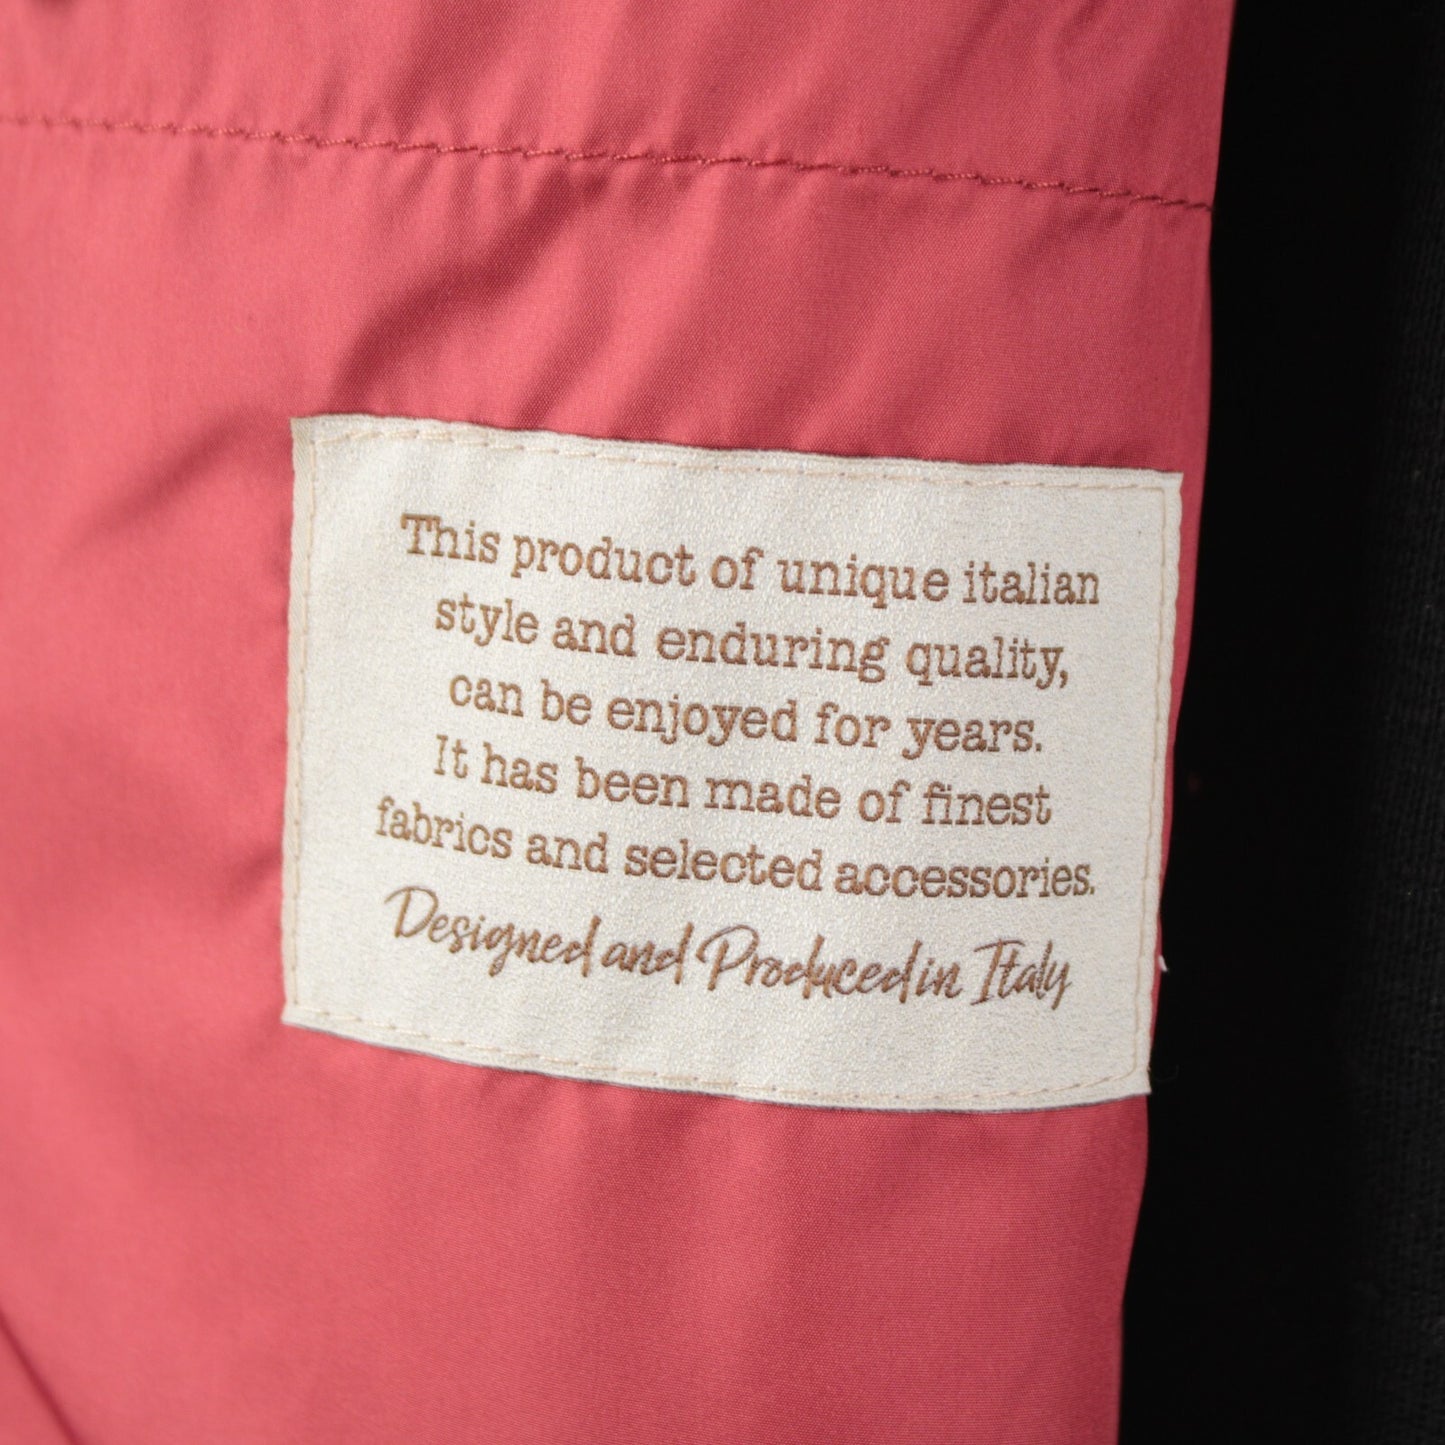 This product of unique italian
style and enduring quality,
can be enjoyed for years.
It has been made of finest
fabrics and selected accessories.
Designed and Produced in Italy